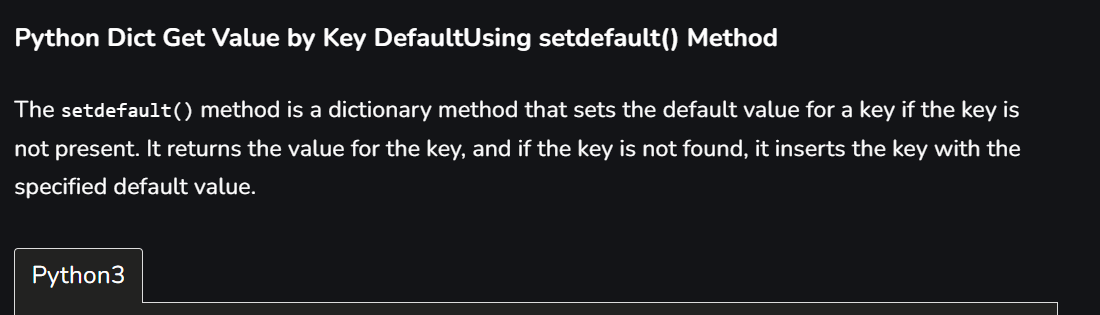 Python Dict Get Value by Key DefaultUsing setdefault() Method
The setdefault() method is a dictionary method that sets the default value for a key if the key is
not present. It returns the value for the key, and if the key is not found, it inserts the key with the
specified default value.
Python3